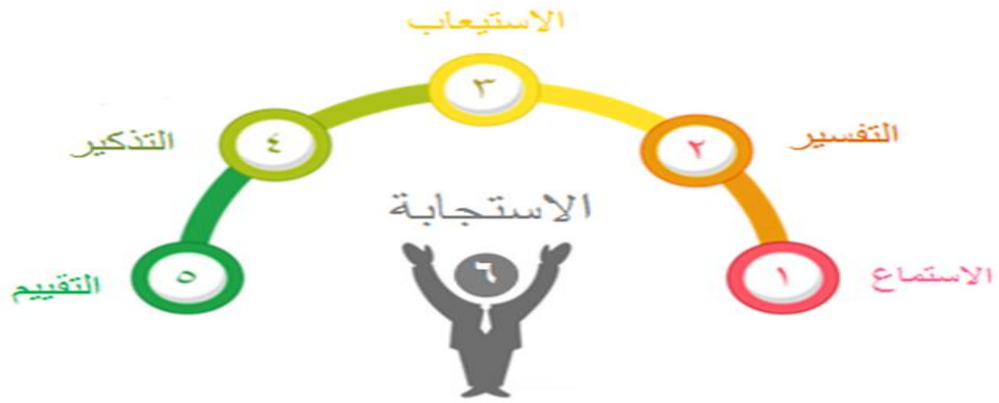 الاستماع
١
التفسير
٢
الاستيعاب
٣
التذكير
٤
التقييم
٥
الاستجابة
٦